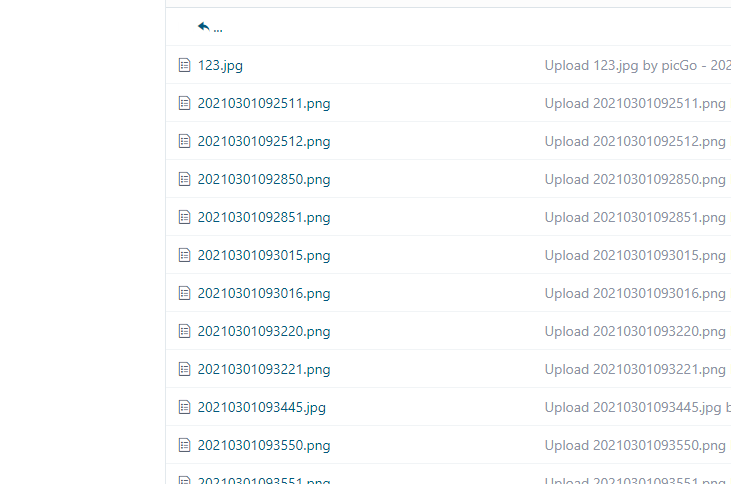 ...
123.jpg Upload 123.jpg by picGo - 202
20210301092511.png Upload 20210301092511.png
20210301092512.png Upload 20210301092512.png
20210301092850.png Upload 20210301092850.png
20210301092851.png Upload 20210301092851.png
20210301093015.png Upload 20210301093015.png
20210301093016.png Upload 20210301093016.png
20210301093220.png Upload 20210301093220.png
20210301093221.png Upload 20210301093221.png
20210301093445.jpg Upload 20210301093445.jpg b
20210301093550.png Upload 20210301093550.png
20210301093551.png Upload 20210301093551.png